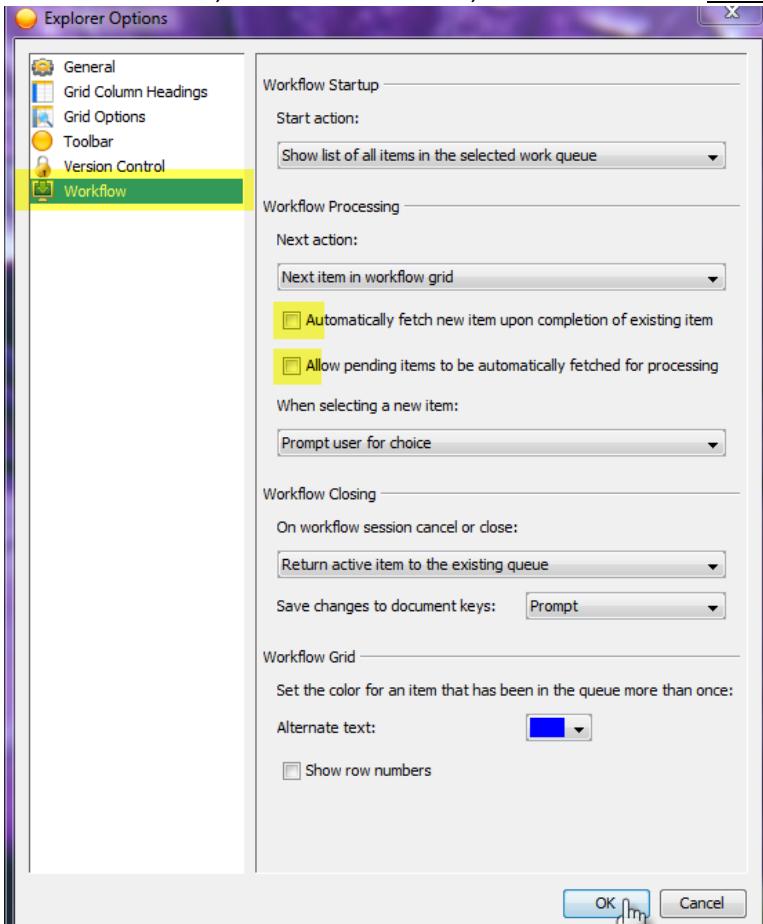 Explorer Options
X
General
Grid Column Headings
Grid Options
Toolbar
Version Control
Workflow
Workflow Startup
Start action:
Show list of all items in the selected work queue
Workflow Processing
Next action:
Next item in workflow grid
Automatically fetch new item upon completion of existing item
Allow pending items to be automatically fetched for processing
When selecting a new item:
Prompt user for choice
Workflow Closing
On workflow session cancel or close:
Return active item to the existing queue
Save changes to document keys: Prompt
Workflow Grid
Set the color for an item that has been in the queue more than once:
Alternate text:
Show row numbers
OK Cancel